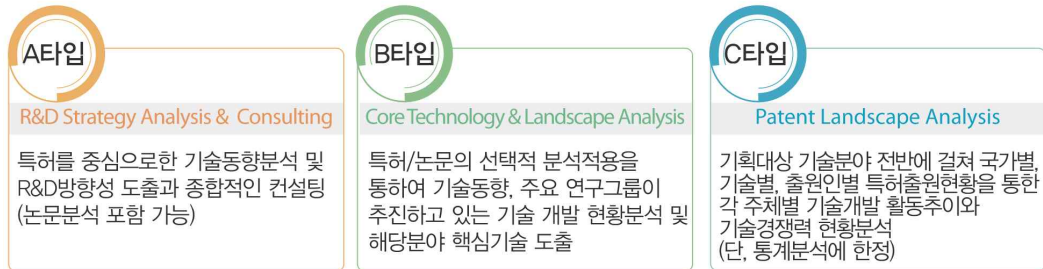 A타입
R&D Strategy Analysis & Consulting
특허를 중심으로한 기술동향분석 및
R&D방향성 도출과 종합적인 컨설팅
(논문분석 포함 가능)
B타입
Core Technology & Landscape Analysis
특허/논문의 선택적 분석적용을
통하여 기술동향, 주요 연구그룹이
추진하고 있는 기술 개발 현황분석 및
해당분야 핵심기술 도출
C타입
Patent Landscape Analysis
기획대상 기술분야 전반에 걸쳐 국가별,
기술별, 출원인별 특허출원현황을 통한
각 주체별 기술개발 활동추이와
기술경쟁력 현황분석
(단, 통계분석에 한정)